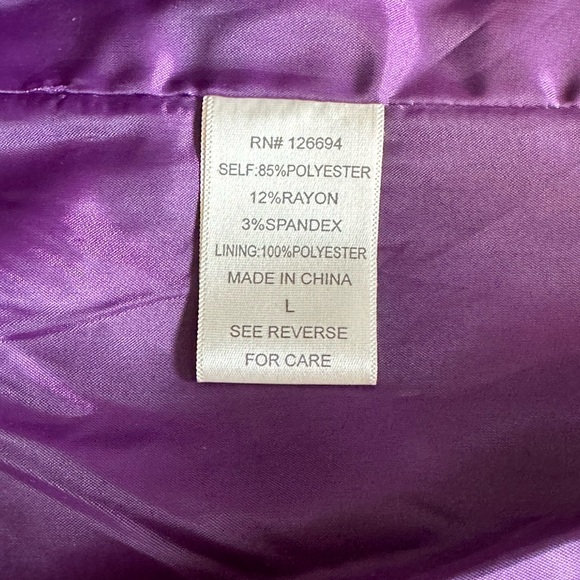 RN# 126694
SELF:85%POLYESTER
12%RAYON
3%SPANDEX
LINING:100%POLYESTER
MADE IN CHINA
L
SEE REVERSE
FOR CARE